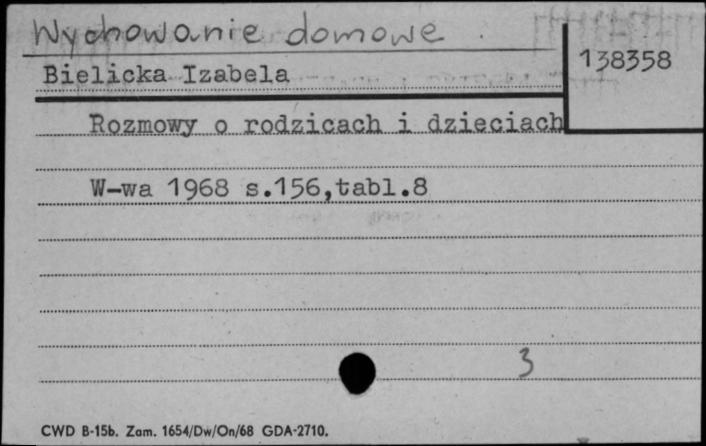 Wychowanie domowe
138358
Bielicka Izabela
Rozmowy o rodzicach i dzieciach
W-wa 1968 s.156,tabl.8
3
CWD B-15b. Zam. 1654/Dw/On/68 GDA-2710.